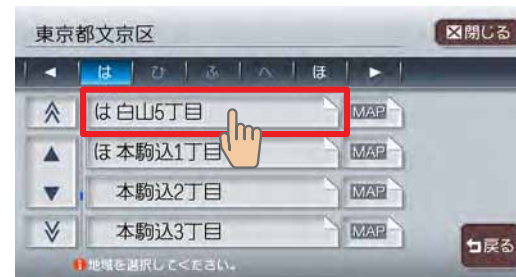 東京都文京区
閉じる
は ひ ふ へ ほ
は 白山5丁目 MAP
ほ 本駒込1丁目 MAP
本駒込2丁目 MAP
本駒込3丁目 MAP
戻る
地域を選択してください。